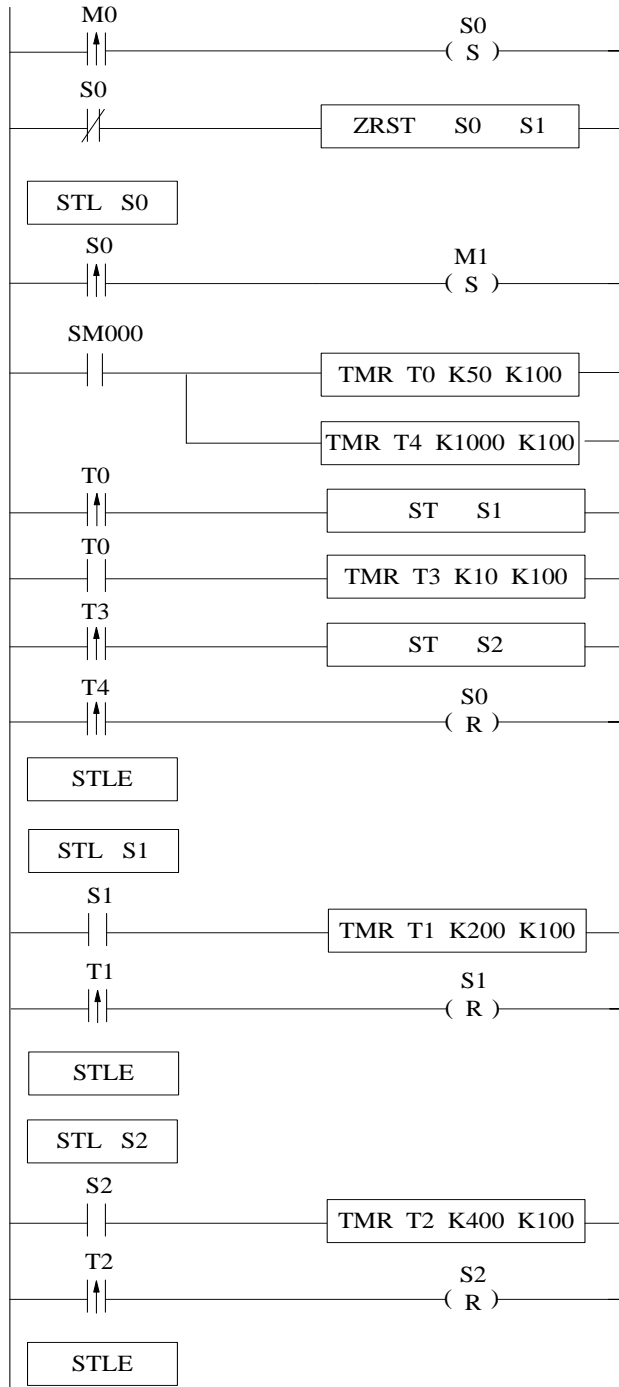 M0
S0
( S )
S0
ZRST S0 S1
STL S0
S0
M1
( S )
SM000
TMR T0 K50 K100
TMR T4 K1000 K100
T0
ST S1
T0
TMR T3 K10 K100
T3
ST S2
T4
S0
( R )
STLE
STL S1
S1
TMR T1 K200 K100
T1
S1
( R )
STLE
STL S2
S2
TMR T2 K400 K100
T2
S2
( R )
STLE